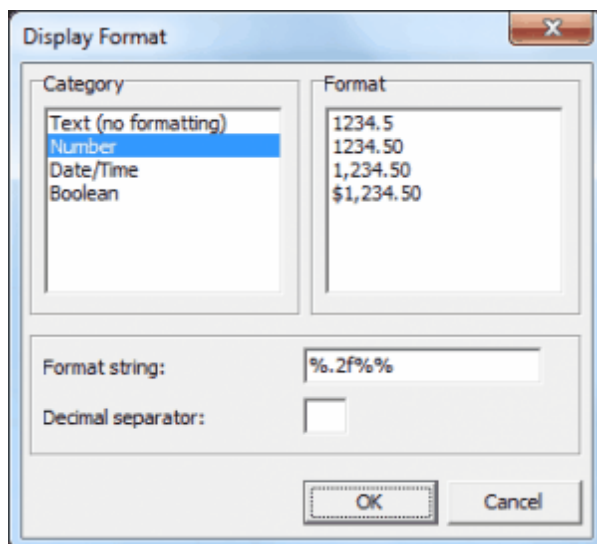 Display Format
Category
Text (no formatting)
Number
Date/Time
Boolean
Format
1234.5
1234.50
1,234.50
$1,234.50
Format string:
%.2f%%
Decimal separator:
OK
Cancel